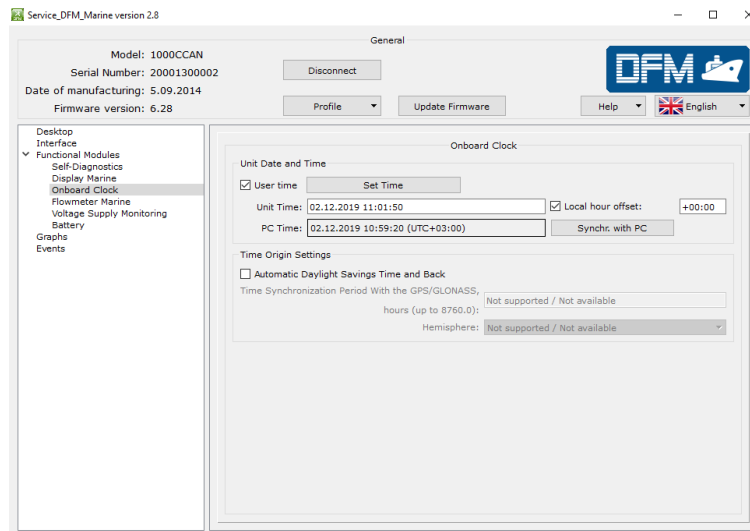 Service_DFM_Marine version 2.8
General
Model: 1000CCAN
Serial Number: 20001300002
Disconnect
Date of manufacturing: 5.09.2014
Firmware version: 6.28
Profile
Update Firmware
DFM
Help
English
Desktop
Interface
Functional Modules
Self-Diagnostics
Display Marine
Onboard Clock
Flowmeter Marine
Voltage Supply Monitoring
Battery
Graphs
Events
Onboard Clock
Unit Date and Time
User time
Set Time
Unit Time: 02.12.2019 11:01:50
Local hour offset: +00:00
PC Time: 02.12.2019 10:59:20 (UTC+03:00)
Synchr. with PC
Time Origin Settings
Automatic Daylight Savings Time and Back
Time Synchronization Period With the GPS/GLONASS,
hours (up to 8760.0): Not supported / Not available
Hemisphere: Not supported / Not available